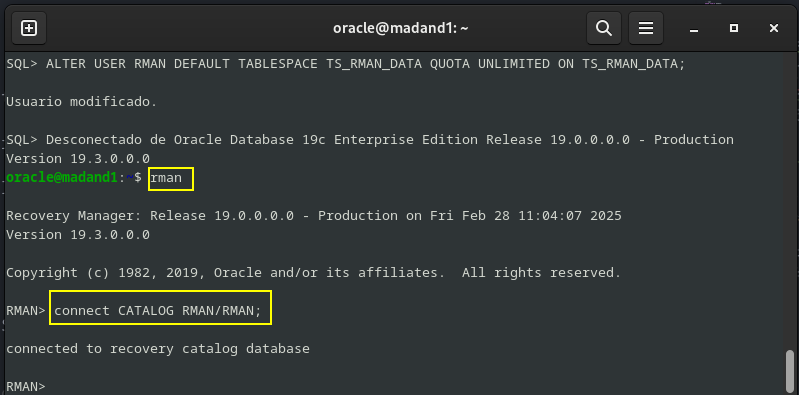 oracle@madand1: ~
SQL> ALTER USER RMAN DEFAULT TABLESPACE TS_RMAN_DATA QUOTA UNLIMITED ON TS_RMAN_DATA;
Usuario modificado.
SQL> Desconectado de Oracle Database 19c Enterprise Edition Release 19.0.0.0.0 - Production
Version 19.3.0.0.0
oracle@madand1:~$ rman
Recovery Manager: Release 19.0.0.0.0 - Production on Fri Feb 28 11:04:07 2025
Version 19.3.0.0.0
Copyright (c) 1982, 2019, Oracle and/or its affiliates.  All rights reserved.
RMAN> connect CATALOG RMAN/RMAN;
connected to recovery catalog database
RMAN>